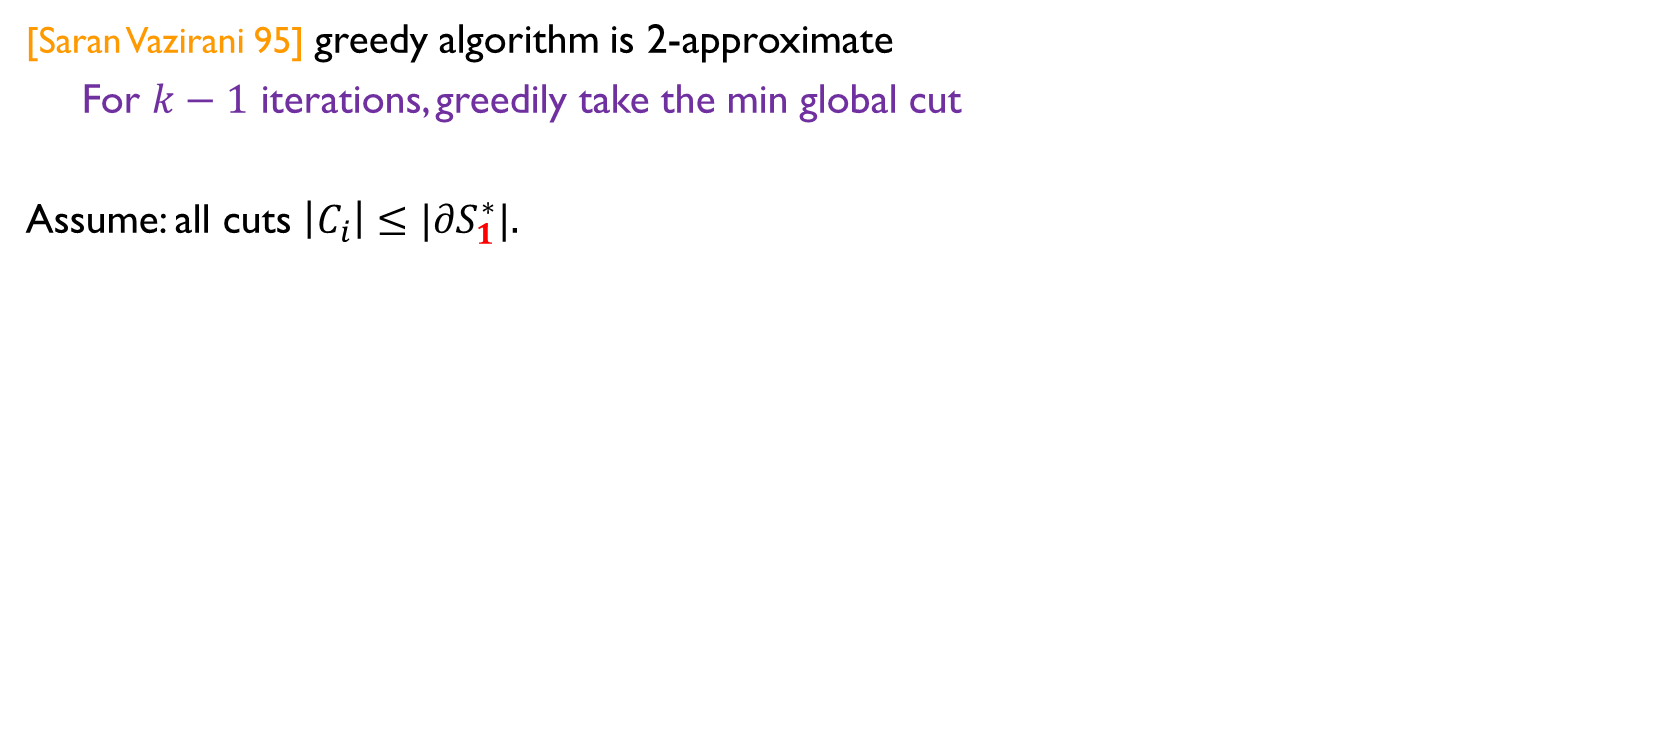 [Saran Vazirani 95] greedy algorithm is 2-approximate
For k − 1 iterations, greedily take the min global cut
Assume: all cuts |C_i| ≤ |∂S_1^*|.